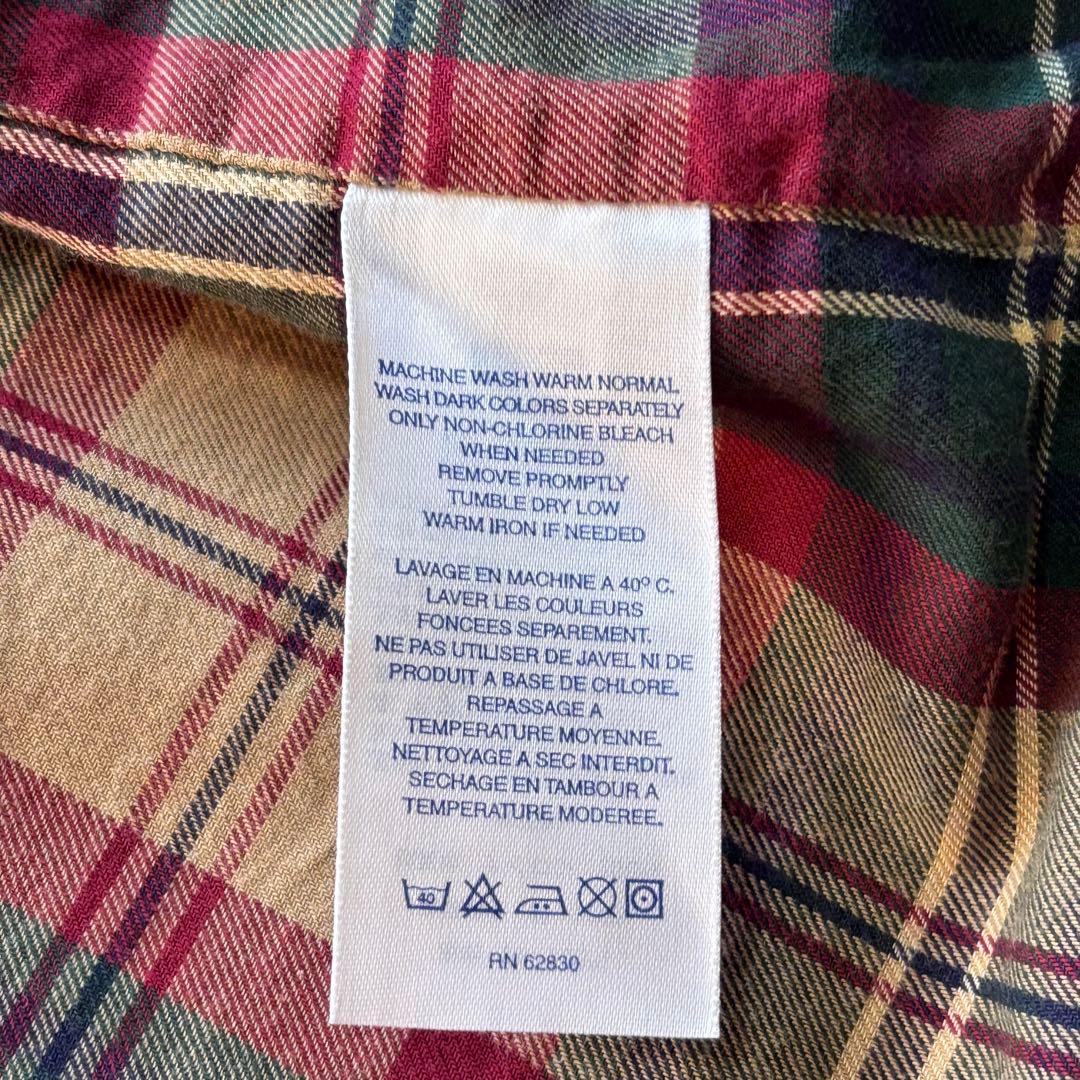 MACHINE WASH WARM NORMAL
WASH DARK COLORS SEPARATELY
ONLY NON-CHLORINE BLEACH
WHEN NEEDED
REMOVE PROMPTLY
TUMBLE DRY LOW
WARM IRON IF NEEDED
LAVAGE EN MACHINE A 40° C.
LAVER LES COULEURS
FONCEES SEPAREMENT.
NE PAS UTILISER DE JAVEL NI DE
PRODUIT A BASE DE CHLORE.
REPASSAGE A
TEMPERATURE MOYENNE.
NETTOYAGE A SEC INTERDIT.
SECHAGE EN TAMBOUR A
TEMPERATURE MODEREE.
40
RN 62830